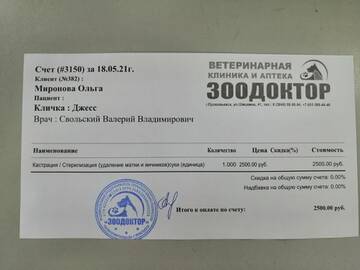 Счет (#3150) за 18.05.21г.
Клиент (№382) :
Миронова Ольга
Пациент :
Кличка : Джесс
Врач : Свольский Валерий Владимирович
ВЕТЕРИНАРНАЯ
КЛИНИКА И АПТЕКА
ЗООДОКТОР
Наименование Количество Цена Скидка(%) Стоимость
Кастрация / Стерилизация (удаление матки и яичников)суки (единица) 1.000 2500.00 руб. 2500.00 руб.
Скидка на общую сумму счета: 0.00%
Надбавка на общую сумму счета: 0.00%
Итого к оплате по счету: 2500.00 руб.
ЗООДОКТОР